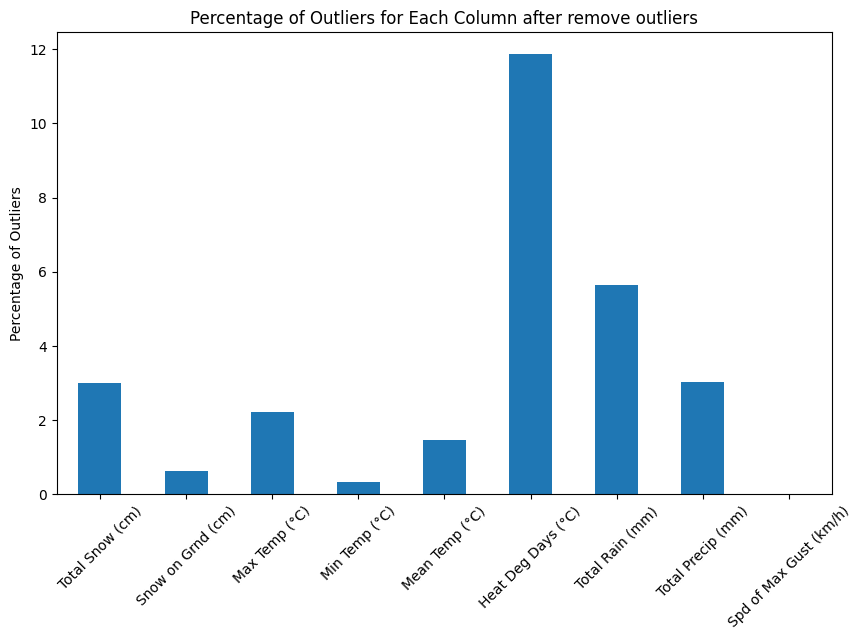 Percentage of Outliers for Each Column after remove outliers
Percentage of Outliers
12
10
8
6
4
2
0
Total Snow (cm)
Snow on Grnd (cm)
Max Temp (°C)
Min Temp (°C)
Mean Temp (°C)
Heat Deg Days (°C)
Total Rain (mm)
Total Precip (mm)
Spd of Max Gust (km/h)